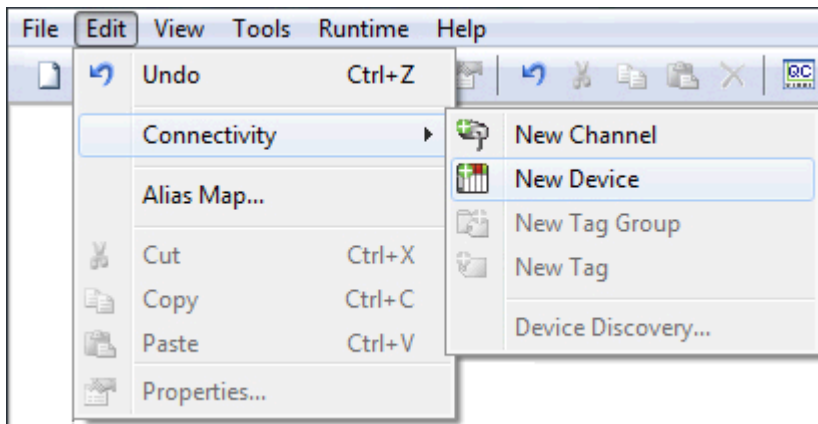 File Edit View Tools Runtime Help
QC
Undo Ctrl+Z
Connectivity
Alias Map...
Cut Ctrl+X
Copy Ctrl+C
Paste Ctrl+V
Properties...
New Channel
New Device
New Tag Group
New Tag
Device Discovery...